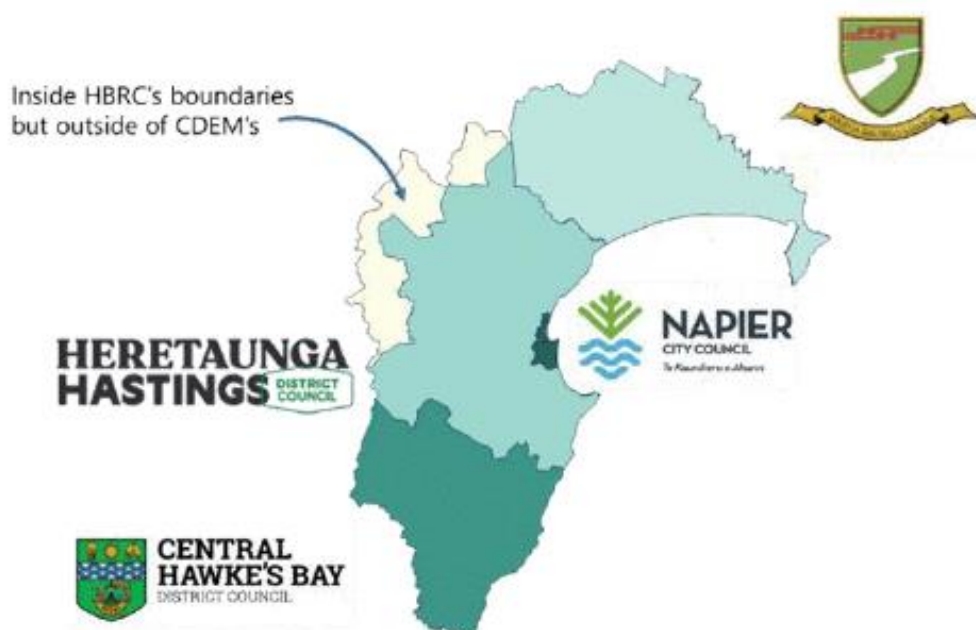 Inside HBRC's boundaries
but outside of CDEM's
NAPIER
CITY COUNCIL
HERETAUNGA
HASTINGS
DISTRICT
COUNCIL
CENTRAL
HAWKE'S BAY
DISTRICT COUNCIL